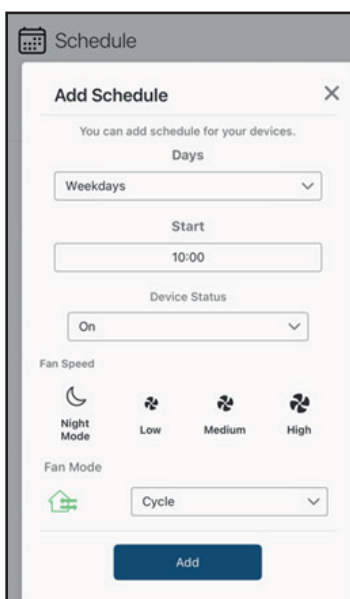 Schedule
Add Schedule
You can add schedule for your devices.
Days
Weekdays
Start
10:00
Device Status
On
Fan Speed
Night Mode Low Medium High
Fan Mode
Cycle
Add